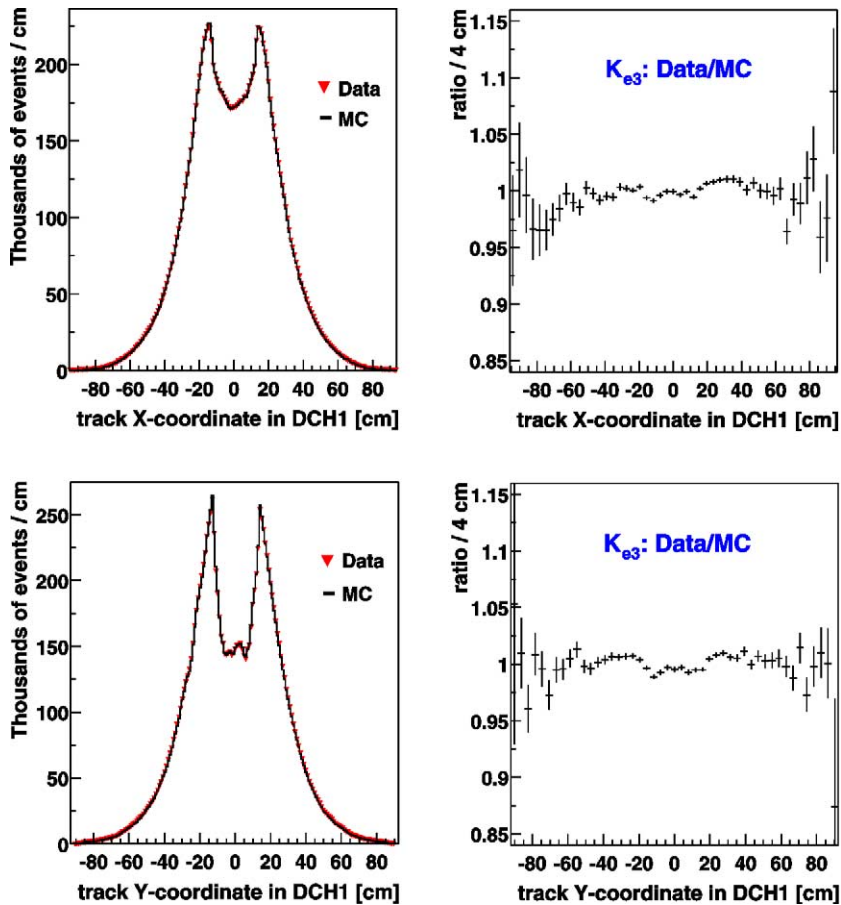 Thousands of events / cm
200
150
100
50
0
Data
MC
-80 -60 -40 -20 0 20 40 60 80
track X-coordinate in DCH1 [cm]
ratio / 4 cm
1.15
1.1
1.05
1
0.95
0.9
0.85
Ke3: Data/MC
-80 -60 -40 -20 0 20 40 60 80
track X-coordinate in DCH1 [cm]
Thousands of events / cm
250
200
150
100
50
0
Data
MC
-80 -60 -40 -20 0 20 40 60 80
track Y-coordinate in DCH1 [cm]
ratio / 4 cm
1.15
1.1
1.05
1
0.95
0.9
0.85
Ke3: Data/MC
-80 -60 -40 -20 0 20 40 60 80
track Y-coordinate in DCH1 [cm]